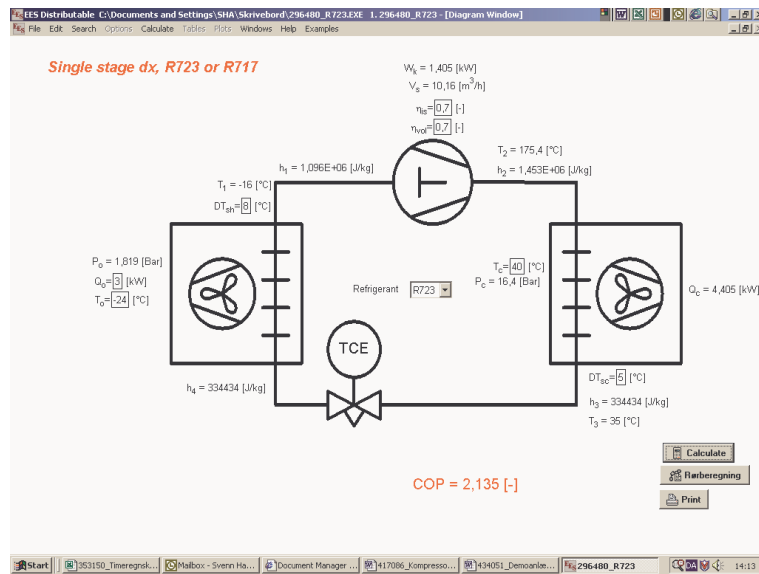 EES Distributable C:\Documents and Settings\SHA\Skrivebord\296480_R723.EXE 1. 296480_R723 - [Diagram Window]
File Edit Search Options Calculate Tables Plots Windows Help Examples
Single stage dx, R723 or R717
Wk = 1,405 [kW]
Vs = 10,16 [m3/h]
ηis= 0,7 [-]
ηvol= 0,7 [-]
T2 = 175,4 [°C]
h1 = 1,096E+06 [J/kg]
h2 = 1,453E+06 [J/kg]
T1 = -16 [°C]
DTsh= 8 [°C]
Po = 1,819 [Bar]
Qo= 3 [kW]
To= -24 [°C]
Refrigerant R723
Tc= 40 [°C]
Pc = 16,4 [Bar]
Qc = 4,405 [kW]
TCE
h4 = 334434 [J/kg]
DTsc= 5 [°C]
h3 = 334434 [J/kg]
T3 = 35 [°C]
Calculate
Rørberegning
Print
COP = 2,135 [-]
Start 353150_Timeregnsk... Mailbox - Svenn Ha... Document Manager ... 417086_Kompresso... 434051_Demoanlæ... 296480_R723 DA 14:13